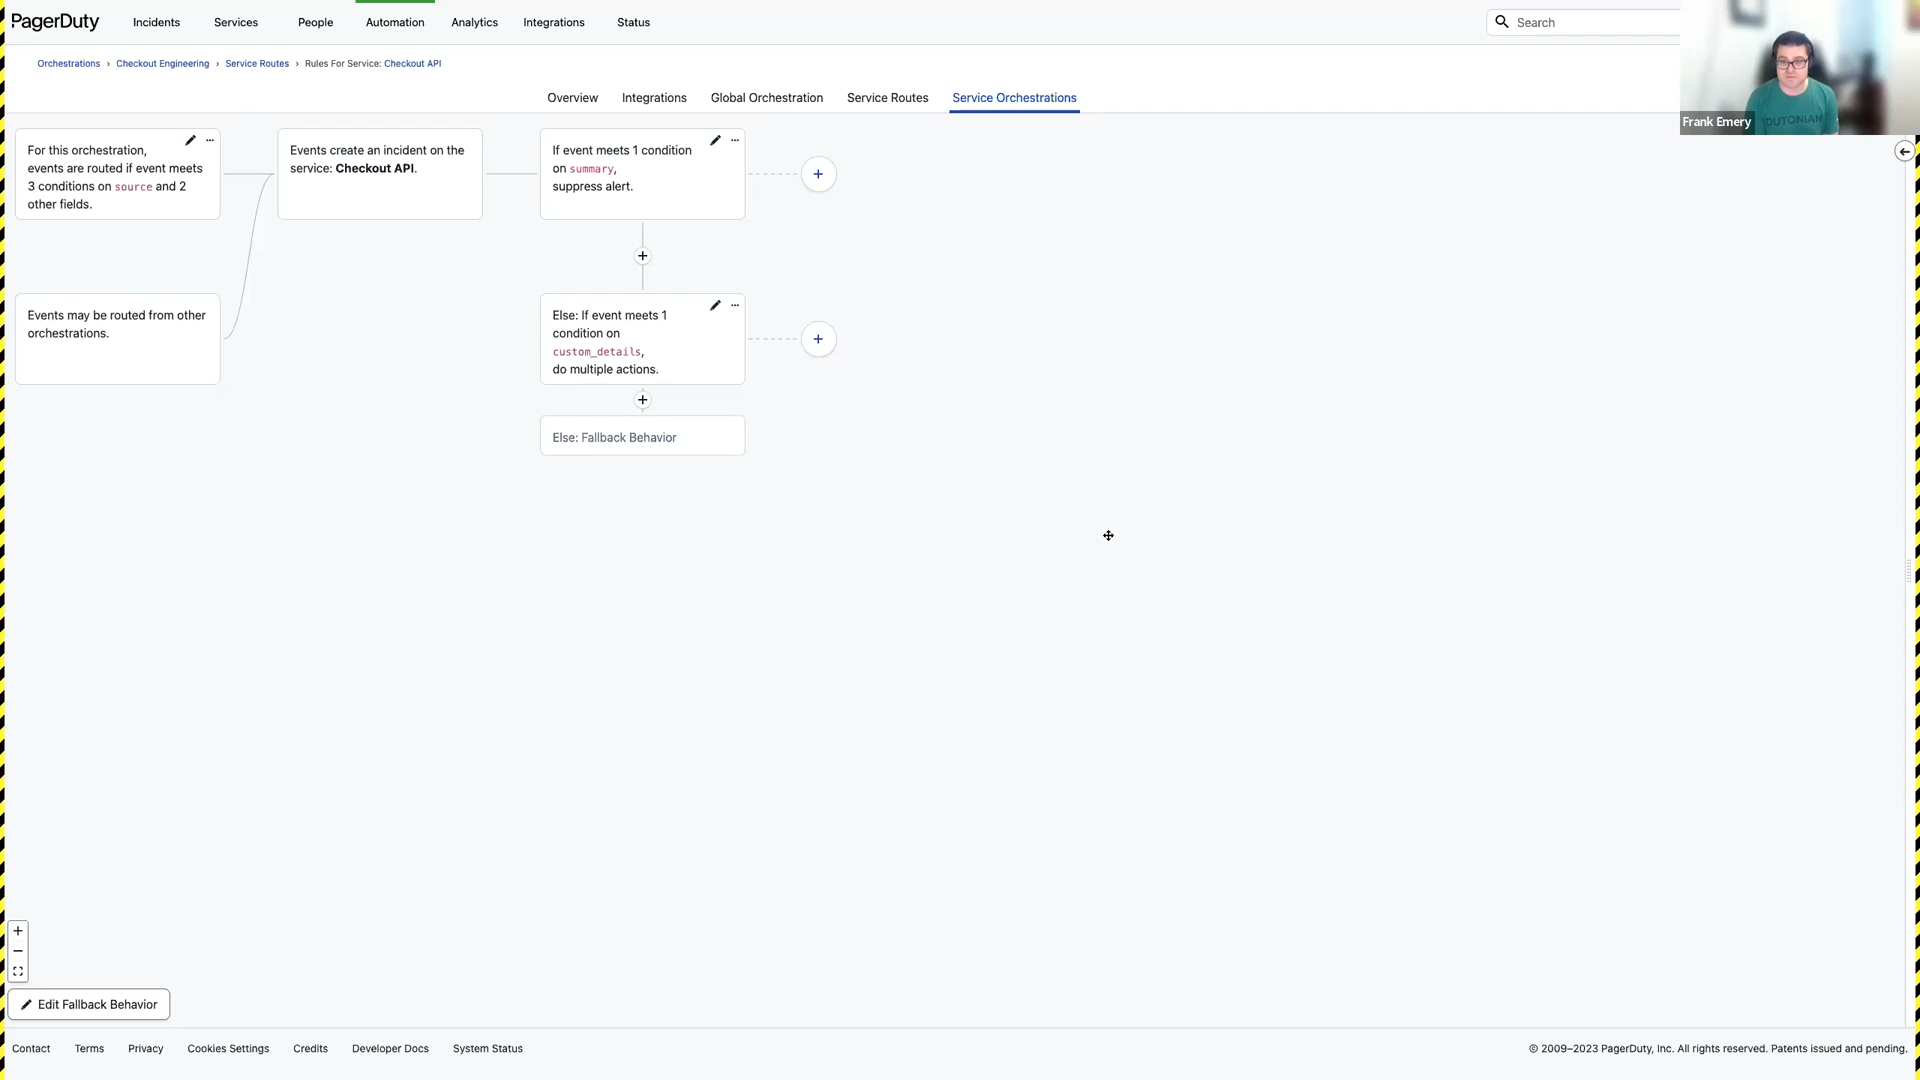 PagerDuty
Incidents
Services
People
Automation
Analytics
Integrations
Status
Search
Orchestrations › Checkout Engineering › Service Routes › Rules For Service: Checkout API
Overview
Integrations
Global Orchestration
Service Routes
Service Orchestrations
DUTONIAN
Frank Emery
For this orchestration,
events are routed if event meets
3 conditions on source and 2
other fields.
Events create an incident on the
service: Checkout API.
If event meets 1 condition
on summary,
suppress alert.
Events may be routed from other
orchestrations.
Else: If event meets 1
condition on
custom_details,
do multiple actions.
Else: Fallback Behavior
Edit Fallback Behavior
Contact
Terms
Privacy
Cookies Settings
Credits
Developer Docs
System Status
© 2009–2023 PagerDuty, Inc. All rights reserved. Patents issued and pending.